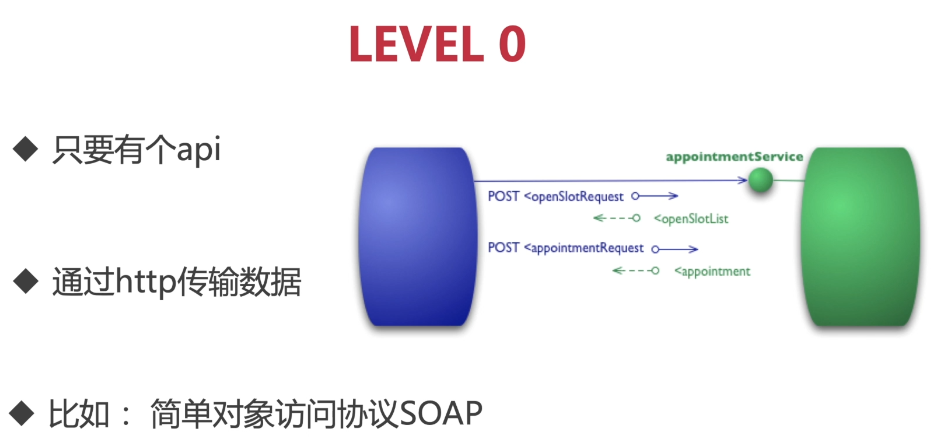 LEVEL 0
◆ 只要有个api
◆ 通过http传输数据
◆ 比如： 简单对象访问协议SOAP
appointmentService
POST <openSlotRequest
<openSlotList
POST <appointmentRequest
<appointment